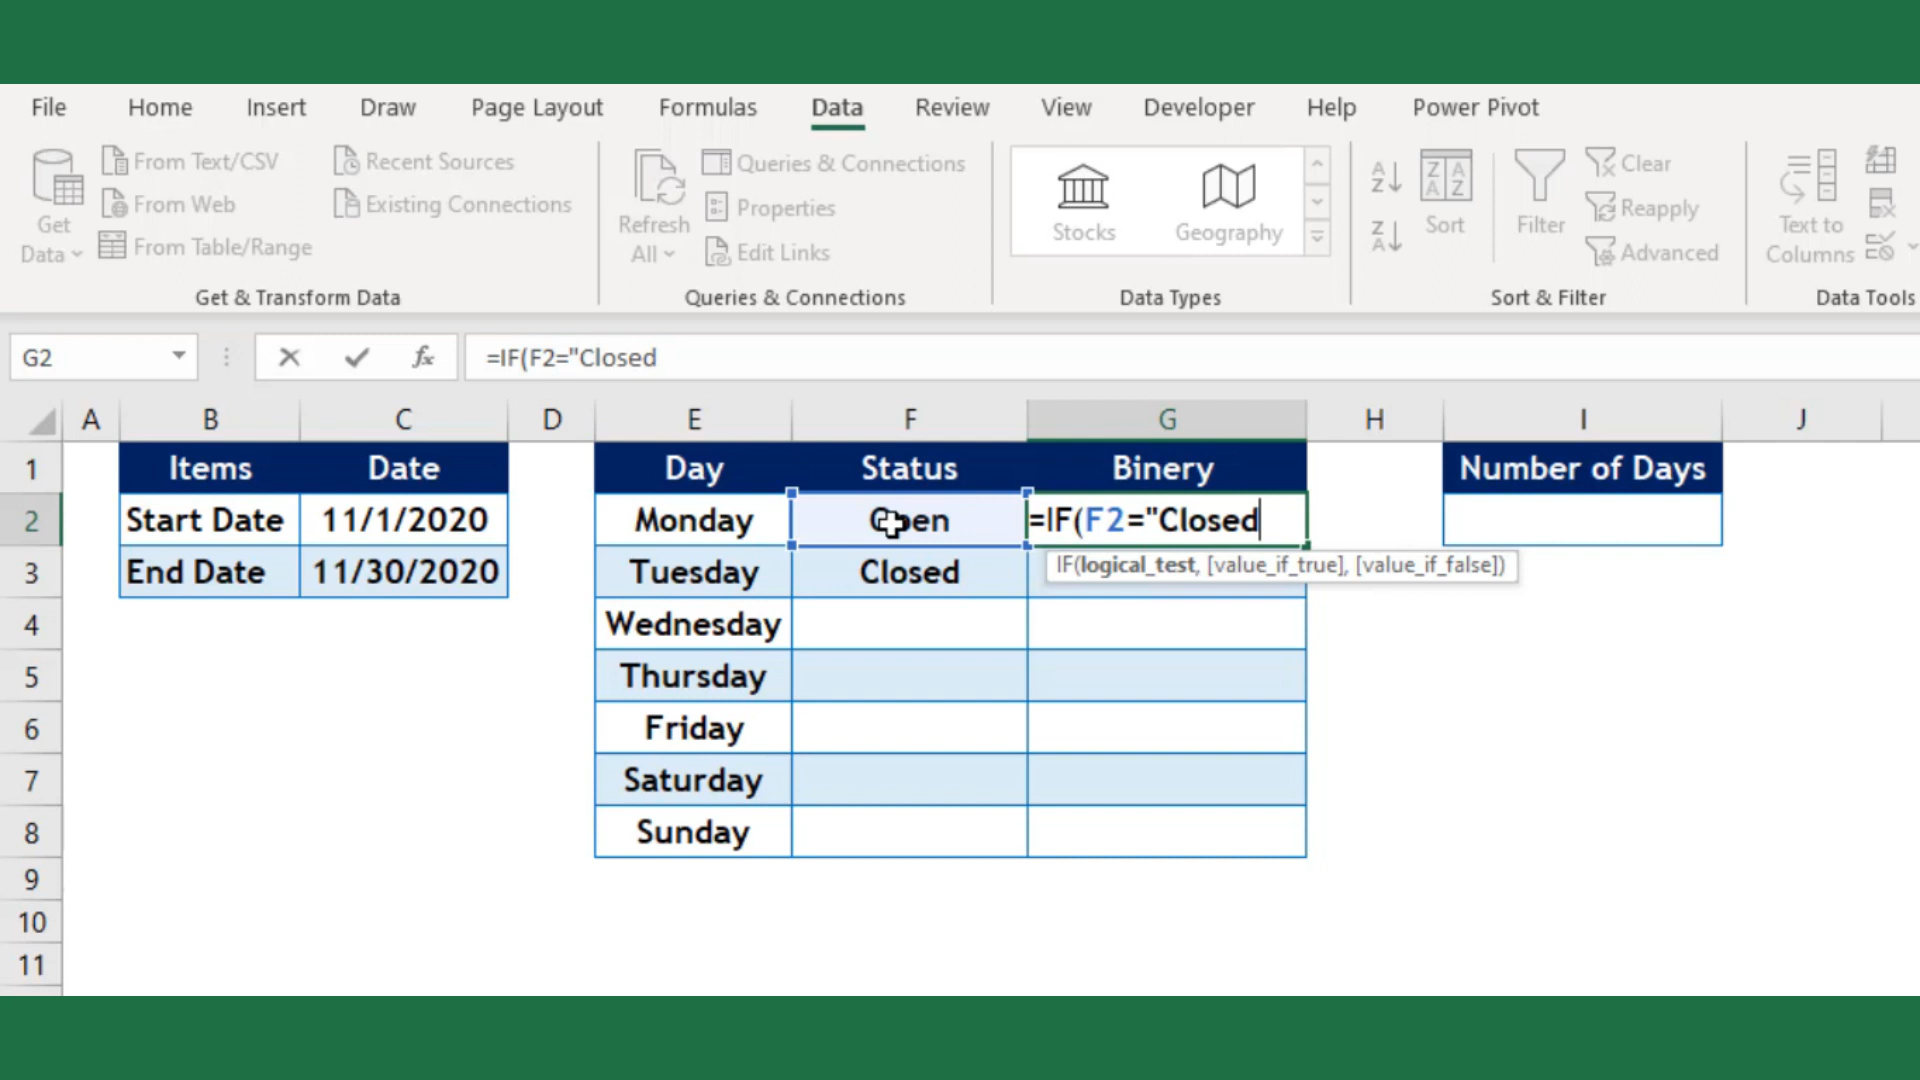 File Home Insert Draw Page Layout Formulas Data Review View Developer Help Power Pivot
Get Data
From Text/CSV
From Web
From Table/Range
Recent Sources
Existing Connections
Get & Transform Data
Refresh All
Queries & Connections
Properties
Edit Links
Queries & Connections
Stocks
Geography
Data Types
Sort
Filter
Clear
Reapply
Advanced
Sort & Filter
Text to Columns
Data Tools
G2 fx =IF(F2="Closed
A B C D E F G H I J
1 Items Date Day Status Binery Number of Days
2 Start Date 11/1/2020 Monday Open =IF(F2="Closed
IF(logical_test, [value_if_true], [value_if_false])
3 End Date 11/30/2020 Tuesday Closed
4 Wednesday
5 Thursday
6 Friday
7 Saturday
8 Sunday
9
10
11